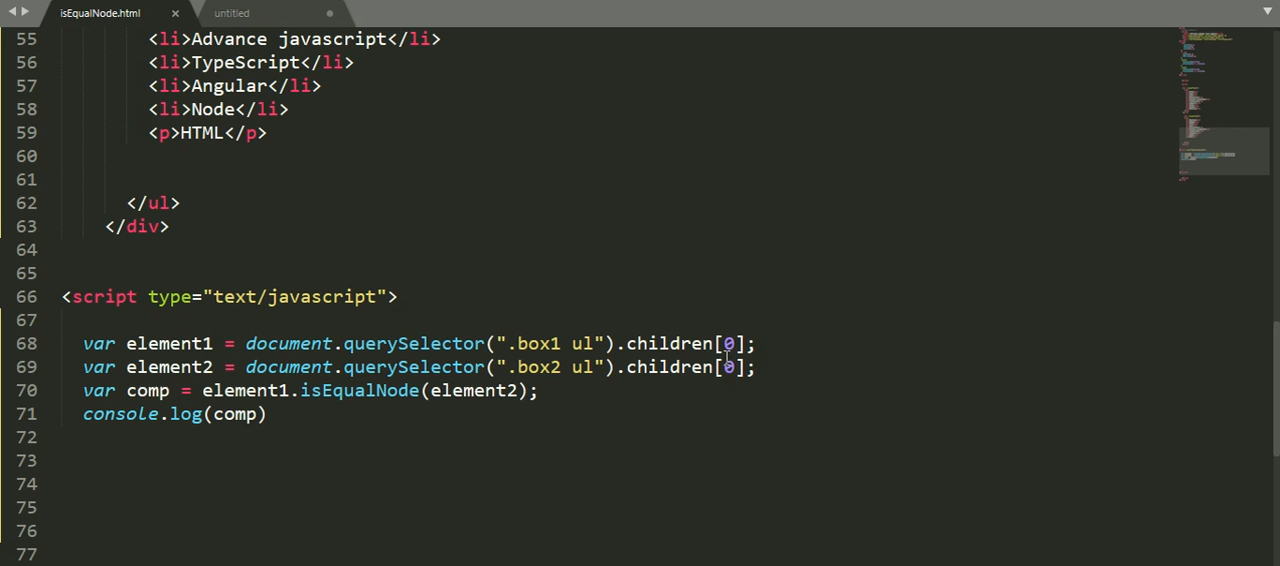 isEqualNode.html × untitled
55 <li>Advance javascript</li>
56 <li>TypeScript</li>
57 <li>Angular</li>
58 <li>Node</li>
59 <p>HTML</p>
60
61
62 </ul>
63 </div>
64
65
66 <script type="text/javascript">
67
68 var element1 = document.querySelector(".box1 ul").children[0];
69 var element2 = document.querySelector(".box2 ul").children[0];
70 var comp = element1.isEqualNode(element2);
71 console.log(comp)
72
73
74
75
76
77